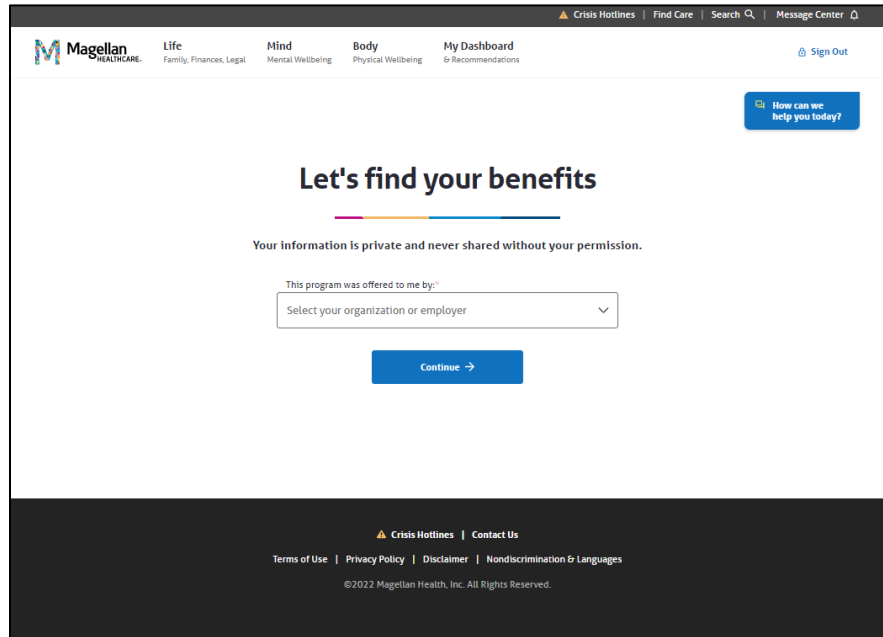 Crisis Hotlines | Find Care | Search | Message Center
Magellan HEALTHCARE.
Life
Family, Finances, Legal
Mind
Mental Wellbeing
Body
Physical Wellbeing
My Dashboard
& Recommendations
Sign Out
How can we
help you today?
Let's find your benefits
Your information is private and never shared without your permission.
This program was offered to me by:*
Select your organization or employer
Continue →
Crisis Hotlines | Contact Us
Terms of Use | Privacy Policy | Disclaimer | Nondiscrimination & Languages
©2022 Magellan Health, Inc. All Rights Reserved.